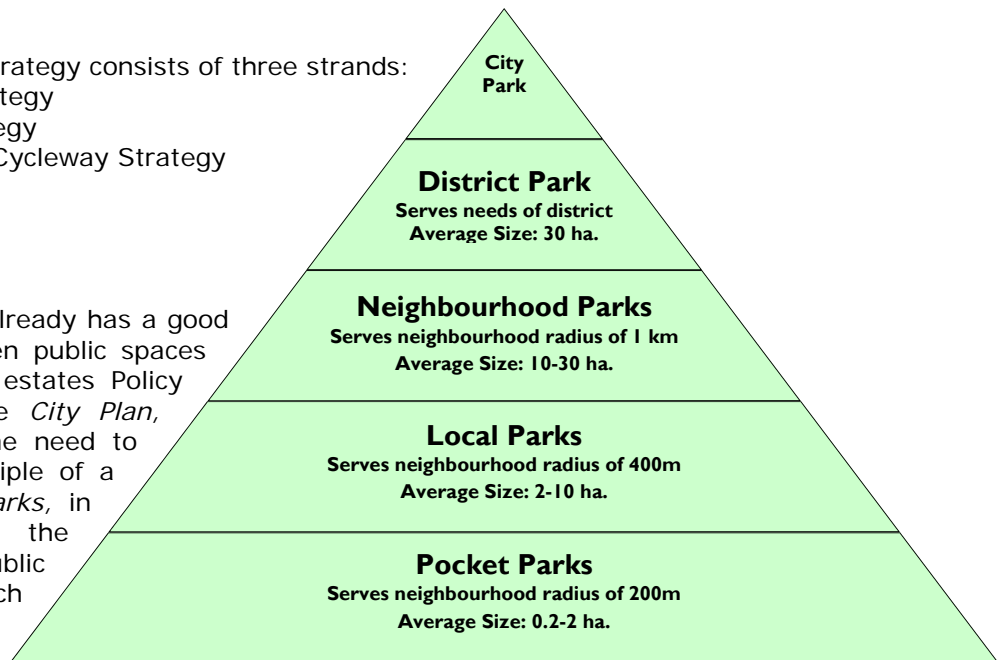 rategy consists of three strands:
tegy
egy
Cycleway Strategy
already has a good
en public spaces
estates Policy
e City Plan,
ne need to
iple of a
arks, in
the
ublic
ch
City
Park
District Park
Serves needs of district
Average Size: 30 ha.
Neighbourhood Parks
Serves neighbourhood radius of 1 km
Average Size: 10-30 ha.
Local Parks
Serves neighbourhood radius of 400m
Average Size: 2-10 ha.
Pocket Parks
Serves neighbourhood radius of 200m
Average Size: 0.2-2 ha.